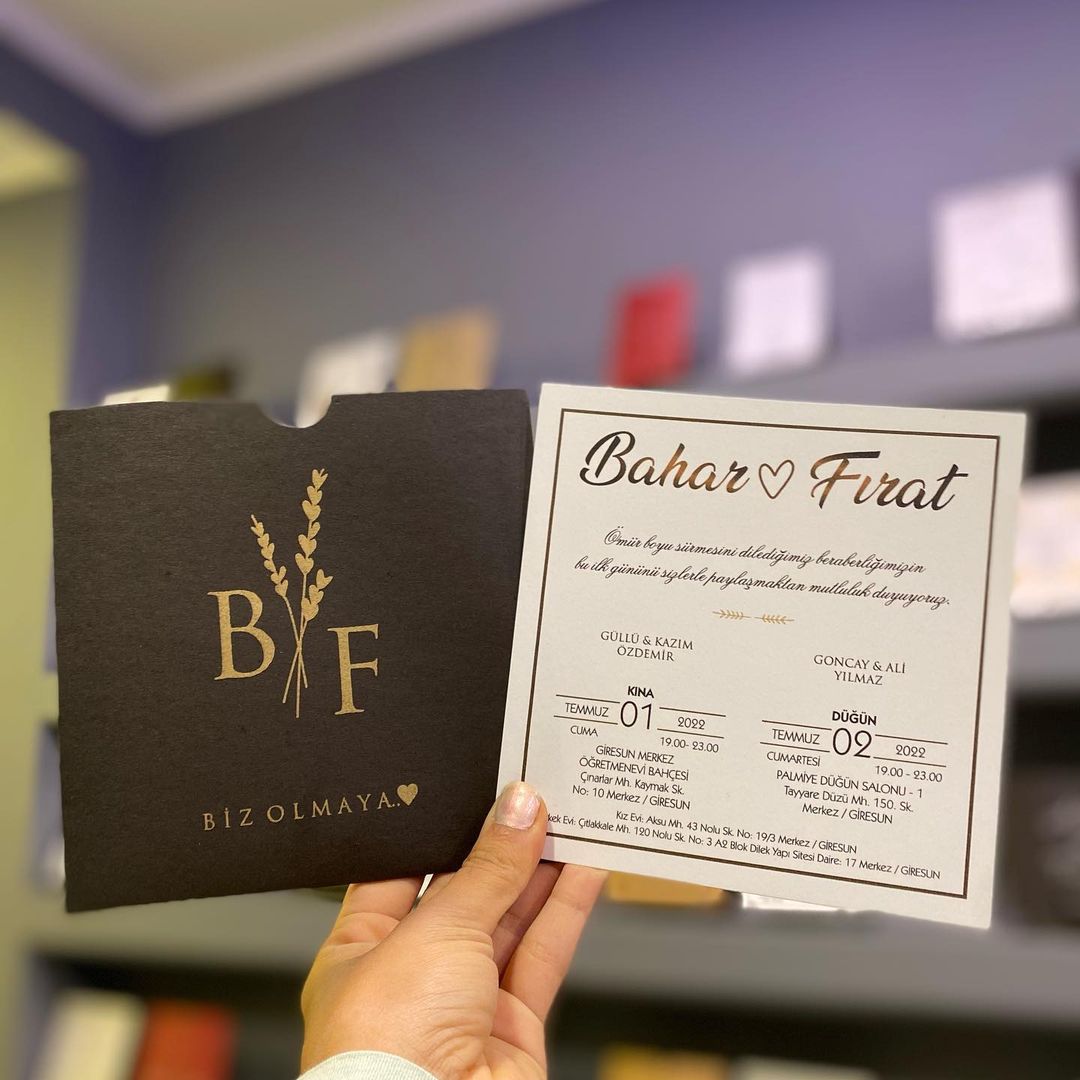 B F
BİZ OLMAYA..
Bahar Fırat
Ömür boyu sürmesini dilediğimiz beraberliğimizin
bu ilk gününü sizlerle paylaşmaktan mutluluk duyuyoruz.
GÜLLÜ & KAZIM
ÖZDEMİR
GONCAY & ALİ
YILMAZ
KINA
TEMMUZ 01 2022
CUMA 19.00- 23.00
GİRESUN MERKEZ
ÖĞRETMENEVİ BAHÇESİ
Çınarlar Mh. Kaymak Sk.
No: 10 Merkez / GİRESUN
DÜĞÜN
TEMMUZ 02 2022
CUMARTESİ 19.00 - 23.00
PALMİYE DÜĞÜN SALONU - 1
Tayyare Düzü Mh. 150. Sk.
Merkez / GİRESUN
Kız Evi: Aksu Mh. 43 Nolu Sk. No: 19/3 Merkez / GİRESUN
kek Evi: Çıtlakkale Mh. 120 Nolu Sk. No: 3 A2 Blok Dilek Yapı Sitesi Daire: 17 Merkez / GİRESUN